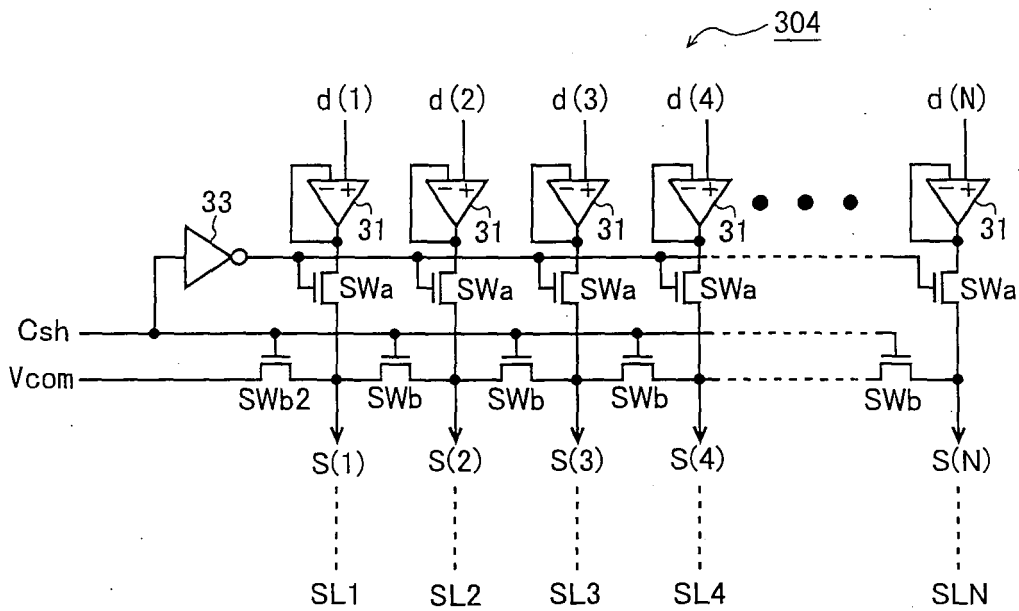 304
d(1) d(2) d(3) d(4) d(N)
33
− + − + − + − + − +
31 31 31 31 31
SWa SWa SWa SWa SWa
Csh
Vcom
SWb2 SWb SWb SWb SWb
S(1) S(2) S(3) S(4) S(N)
SL1 SL2 SL3 SL4 SLN